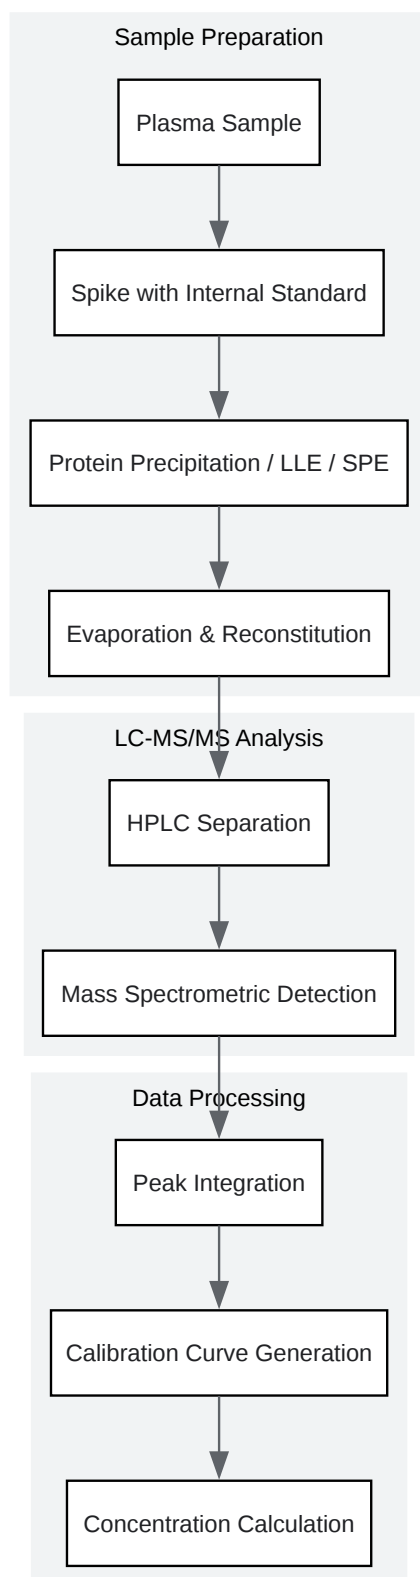 Sample Preparation
Plasma Sample
Spike with Internal Standard
Protein Precipitation / LLE / SPE
Evaporation & Reconstitution
LC-MS/MS Analysis
HPLC Separation
Mass Spectrometric Detection
Data Processing
Peak Integration
Calibration Curve Generation
Concentration Calculation